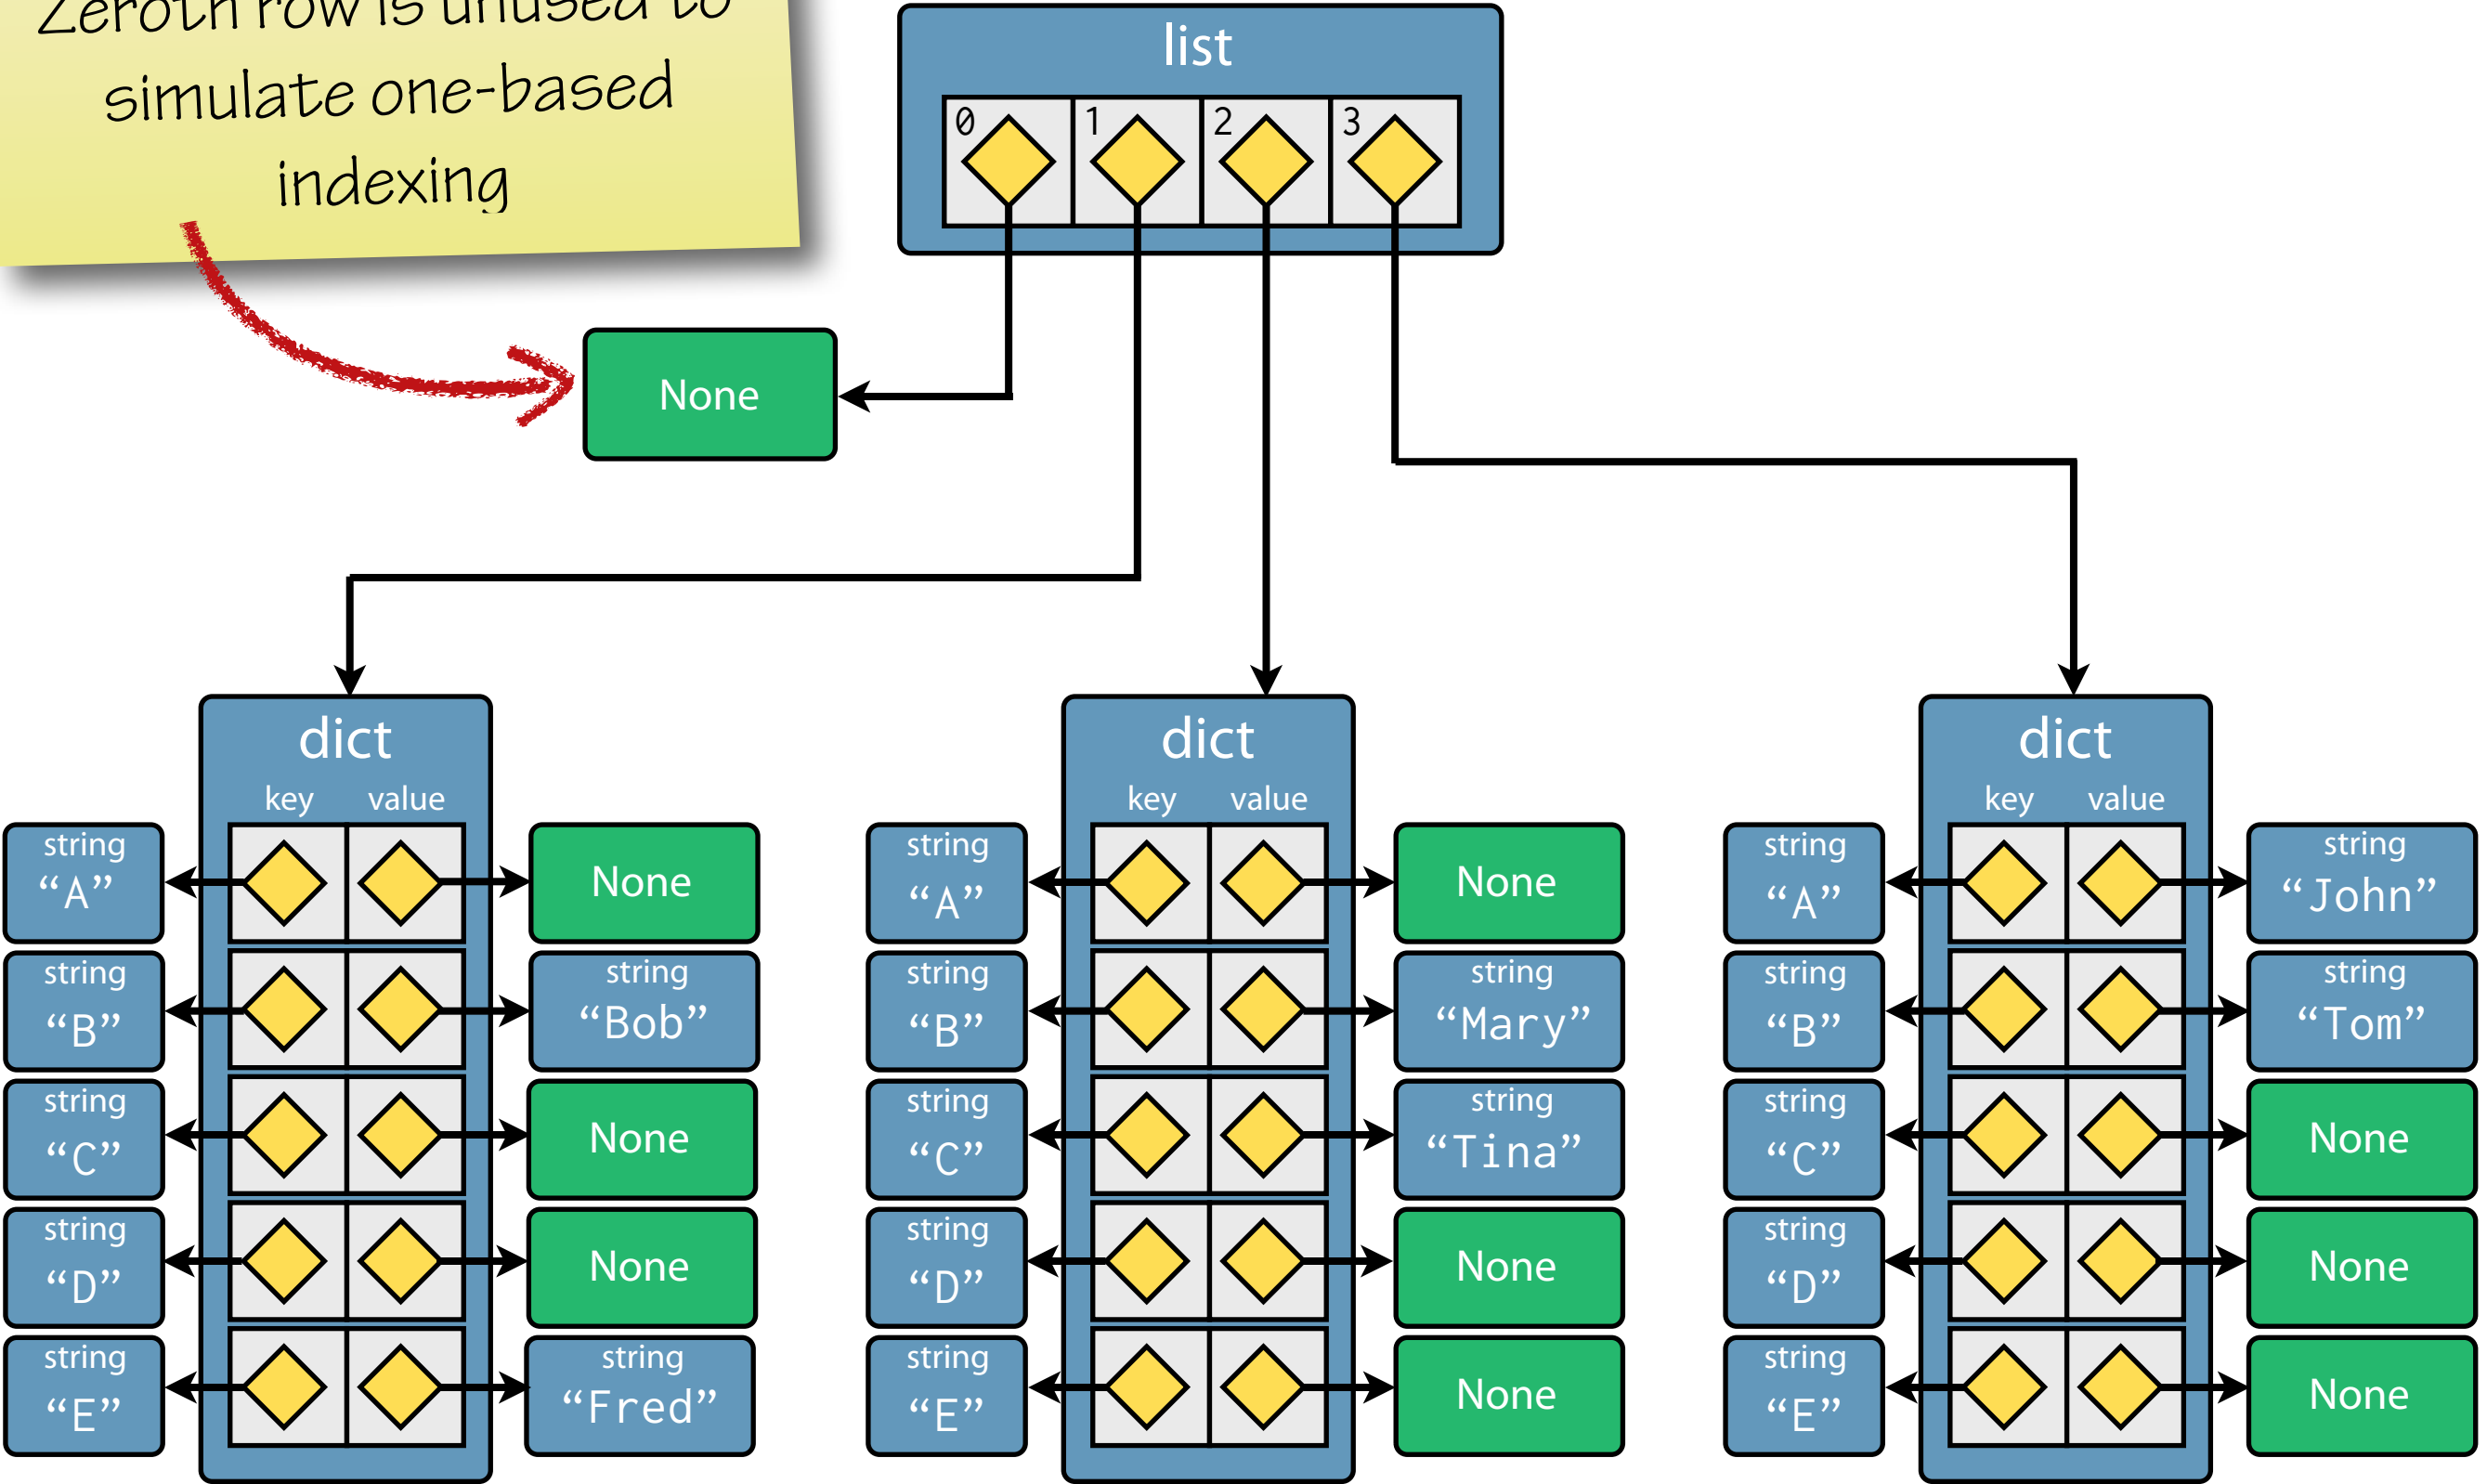 Zeroth row is unused to
simulate one-based
indexing
list
0 1 2 3
None
dict
key value
string
“A”
None
string
“B”
string
“Bob”
string
“C”
None
string
“D”
None
string
“E”
string
“Fred”
dict
key value
string
“A”
None
string
“B”
string
“Mary”
string
“C”
string
“Tina”
string
“D”
None
string
“E”
None
dict
key value
string
“A”
string
“John”
string
“B”
string
“Tom”
string
“C”
None
string
“D”
None
string
“E”
None